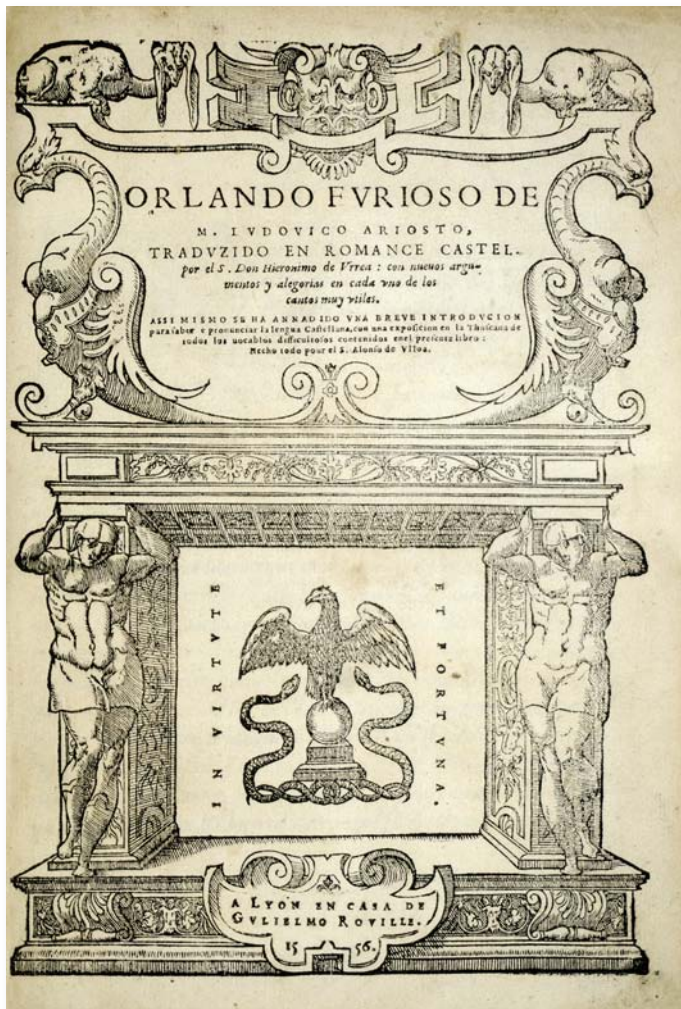 ORLANDO FVRIOSO DE
M. LVDOVICO ARIOSTO,
TRADVZIDO EN ROMANCE CASTEL-
por el S. Don Hieronimo de Vrrea: con nueuos argu-
mentos y alegorias en cada vno de los
cantos muy vtiles.
ASSI MISMO SE HA ANNADIDO VNA BREVE INTRODVCION
para saber e pronunciar la lengua Castellana, con una exposicion en la Thoscana de
todos los uocablos difficultosos contenidos enel presente libro:
Hecho todo pour el S. Alonso de Vlloa.
IN VIRTVTE
ET FORTVNA.
A LYON EN CASA DE
GVLIELMO ROVILLE.
15 56.